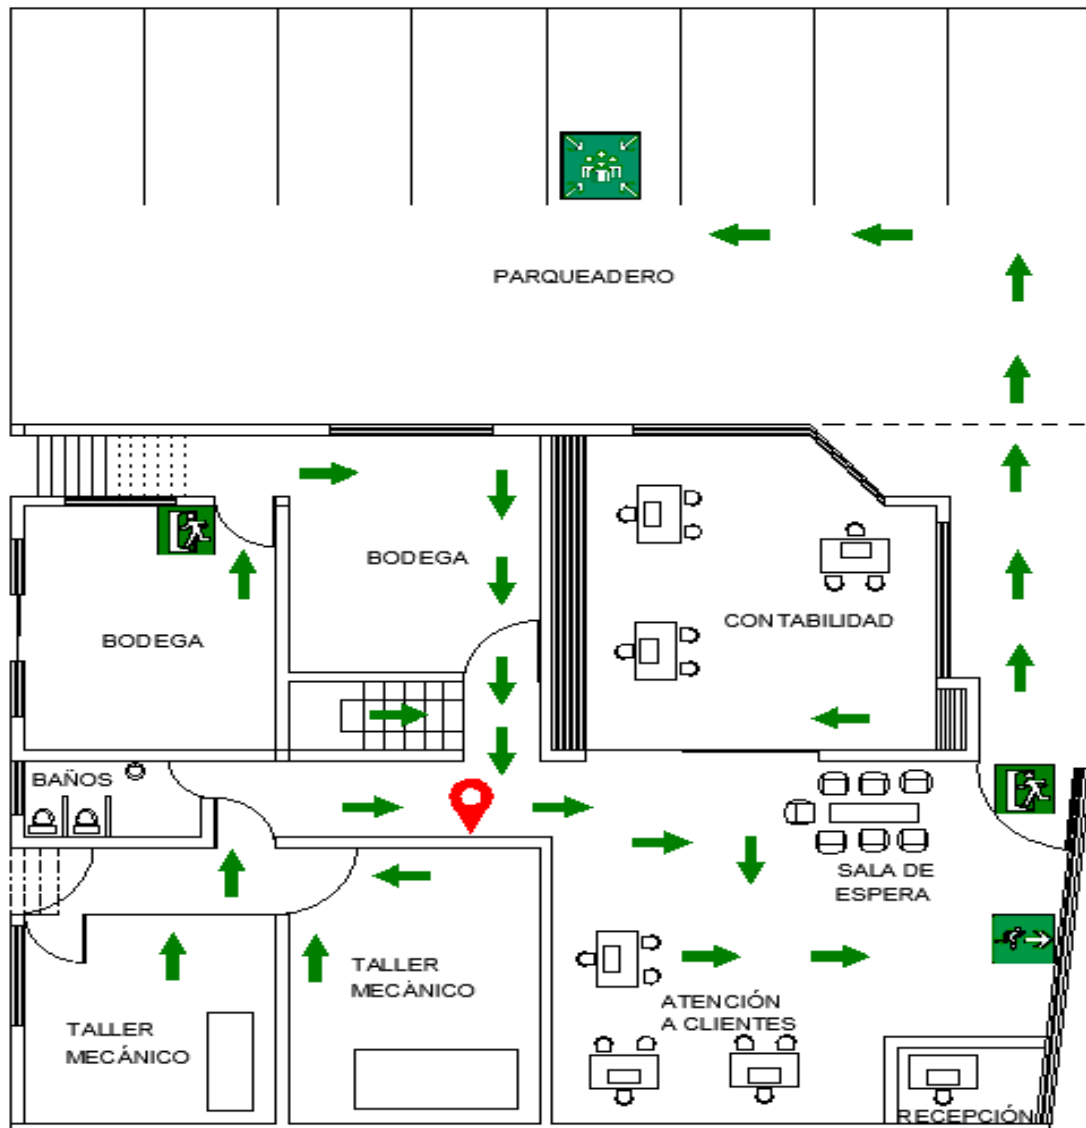 PARQUEADERO
BODEGA
CONTABILIDAD
BODEGA
BAÑOS
SALA DE
ESPERA
TALLER
MECÁNICO
ATENCIÓN
A CLIENTES
TALLER
MECÁNICO
RECEPCIÓN